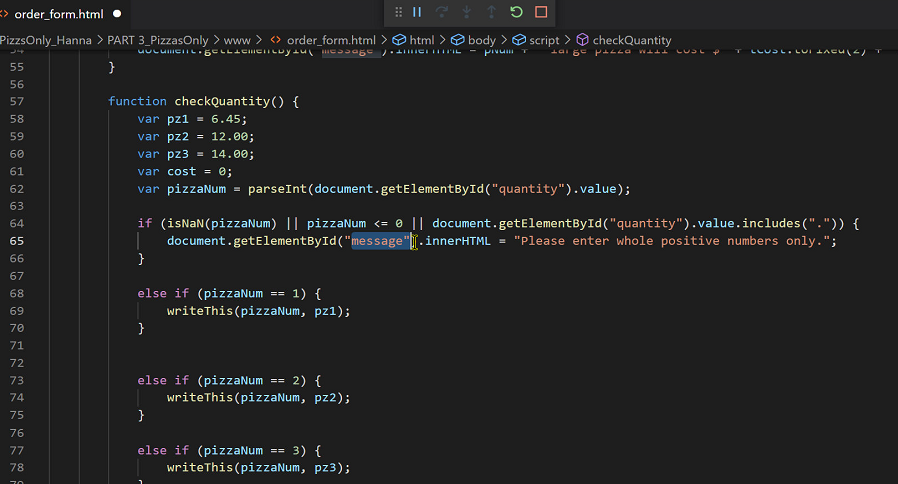 order_form.html
PizzsOnly_Hanna > PART 3_PizzasOnly > www > order_form.html > html > body > script > checkQuantity
54 document.getElementById("message").innerHTML = pNum + " large pizza will cost $" + tCost.toFixed(2) +
55 }
56
57 function checkQuantity() {
58 var pz1 = 6.45;
59 var pz2 = 12.00;
60 var pz3 = 14.00;
61 var cost = 0;
62 var pizzaNum = parseInt(document.getElementById("quantity").value);
63
64 if (isNaN(pizzaNum) || pizzaNum <= 0 || document.getElementById("quantity").value.includes(".")) {
65 document.getElementById("message").innerHTML = "Please enter whole positive numbers only.";
66 }
67
68 else if (pizzaNum == 1) {
69 writeThis(pizzaNum, pz1);
70 }
71
72
73 else if (pizzaNum == 2) {
74 writeThis(pizzaNum, pz2);
75 }
76
77 else if (pizzaNum == 3) {
78 writeThis(pizzaNum, pz3);
79 }